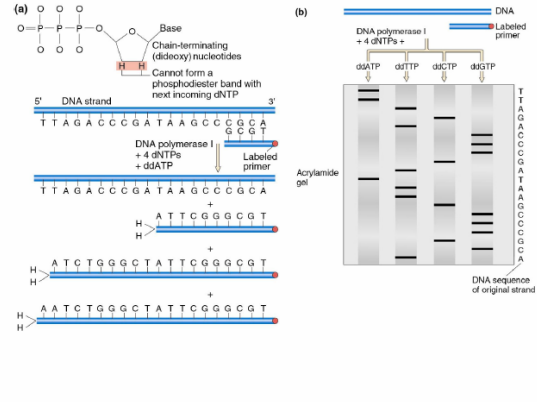 (a)
O O O
O P P P O
O O O
O
Base
Chain-terminating
(dideoxy) nucleotides
H H
Cannot form a
phosphodiester band with
next incoming dNTP
5' DNA strand 3'
T T A G A C C C G A T A A G C C C G C A
G C G T
DNA polymerase I
+ 4 dNTPs
+ ddATP
Labeled
primer
T T A G A C C C G A T A A G C C C G C A
+
A T T C G G G C G T
H
H
+
A T C T G G G C T A T T C G G G C G T
H
H
+
A A T C T G G G C T A T T C G G G C G T
H
H
(b)
DNA
Labeled
primer
DNA polymerase I
+ 4 dNTPs +
ddATP ddTTP ddCTP ddGTP
Acrylamide
gel
T
T
A
G
A
C
C
C
G
A
T
A
A
G
C
C
C
G
C
A
DNA sequence
of original strand